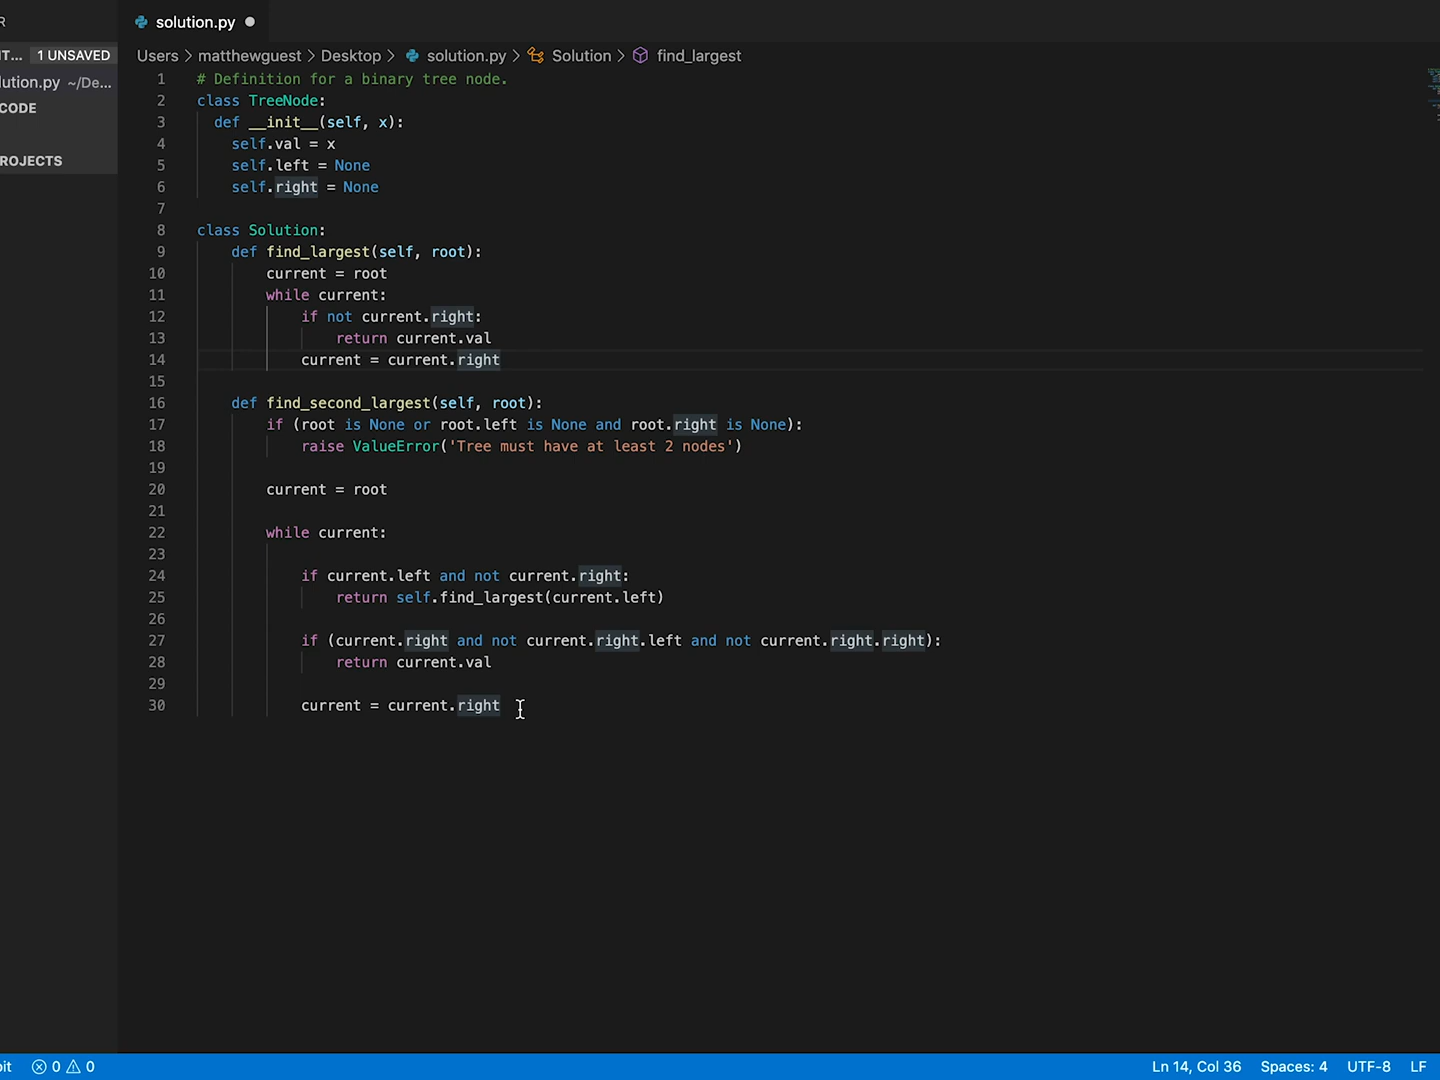 R
solution.py
T... 1 UNSAVED
Users > matthewguest > Desktop > solution.py > Solution > find_largest
lution.py ~/De...
CODE
ROJECTS
1 # Definition for a binary tree node.
2 class TreeNode:
3 def __init__(self, x):
4 self.val = x
5 self.left = None
6 self.right = None
7
8 class Solution:
9 def find_largest(self, root):
10 current = root
11 while current:
12 if not current.right:
13 return current.val
14 current = current.right
15
16 def find_second_largest(self, root):
17 if (root is None or root.left is None and root.right is None):
18 raise ValueError('Tree must have at least 2 nodes')
19
20 current = root
21
22 while current:
23
24 if current.left and not current.right:
25 return self.find_largest(current.left)
26
27 if (current.right and not current.right.left and not current.right.right):
28 return current.val
29
30 current = current.right
bit 0 0 Ln 14, Col 36 Spaces: 4 UTF-8 LF